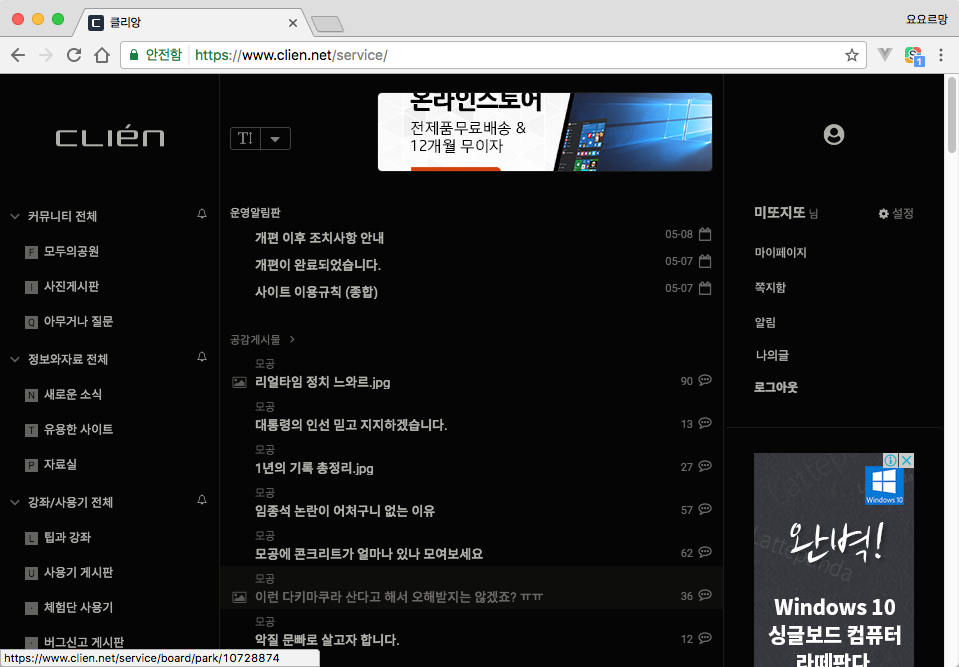 클리앙
요요르망
안전함 https://www.clien.net/service/
1
CLIÉN
T!
온라인스토어
전제품무료배송 &
12개월 무이자
커뮤니티 전체
F 모두의공원
I 사진게시판
Q 아무거나 질문
정보와자료 전체
N 새로운 소식
T 유용한 사이트
P 자료실
강좌/사용기 전체
L 팁과 강좌
U 사용기 게시판
· 체험단 사용기
· 버그신고 게시판
운영알림판
개편 이후 조치사항 안내 05-08
개편이 완료되었습니다. 05-07
사이트 이용규칙 (종합) 05-07
공감게시물 >
모공
리얼타임 정치 느와르.jpg 90
모공
대통령의 인선 믿고 지지하겠습니다. 13
모공
1년의 기록 총정리.jpg 27
모공
임종석 논란이 어처구니 없는 이유 57
모공
모공에 콘크리트가 얼마나 있나 모여보세요 62
모공
이런 다키마쿠라 산다고 해서 오해받지는 않겠죠? ㅠㅠ 36
모공
악질 문빠로 살고자 합니다. 12
미또지또 님 설정
마이페이지
쪽지함
알림
나의글
로그아웃
Windows 10
Lattepanda
완벽!
Windows 10
싱글보드 컴퓨터
라떼판다
https://www.clien.net/service/board/park/10728874